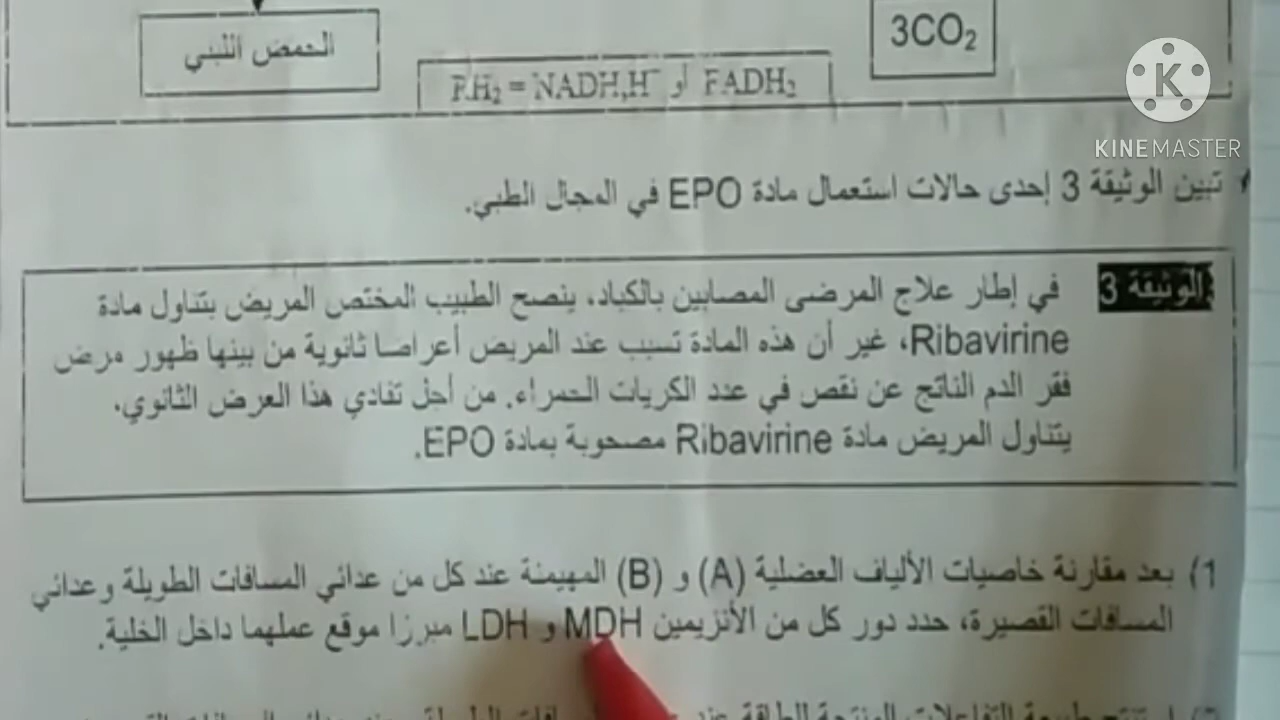 الحمض اللبني
3CO₂
RH₂ = NADH,H⁺ أو FADH₂
KINEMASTER
تبين الوثيقة 3 إحدى حالات استعمال مادة EPO في المجال الطبي.
الوثيقة 3:
في إطار علاج المرضى المصابين بالكباد، ينصح الطبيب المختص المريض بتناول مادة
Ribavirine، غير أن هذه المادة تسبب عند المريض أعراضا ثانوية من بينها ظهور مرض
فقر الدم الناتج عن نقص في عدد الكريات الحمراء. من أجل تفادي هذا العرض الثانوي،
يتناول المريض مادة Ribavirine مصحوبة بمادة EPO.
1) بعد مقارنة خاصيات الألياف العضلية (A) و (B) المهيمنة عند كل من عدائي المسافات الطويلة وعدائي
المسافات القصيرة، حدد دور كل من الأنزيمين MDH و LDH مبرزا موقع عملهما داخل الخلية.